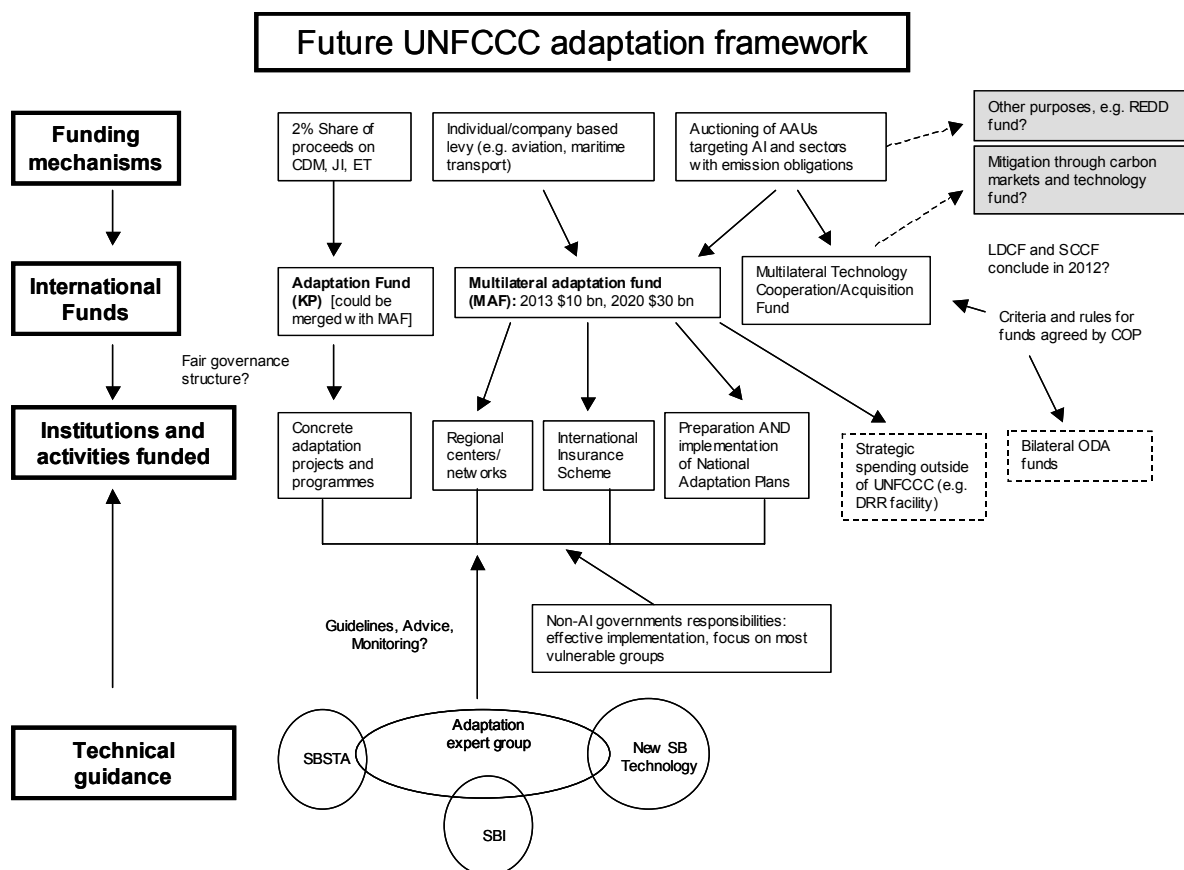 Future UNFCCC adaptation framework
Funding
mechanisms
2% Share of
proceeds on
CDM, JI, ET
Individual/company based
levy (e.g. aviation, maritime
transport)
Auctioning of AAUs
targeting AI and sectors
with emission obligations
Other purposes, e.g. REDD
fund?
Mitigation through carbon
markets and technology
fund?
LDCF and SCCF
conclude in 2012?
International
Funds
Adaptation Fund
(KP) [could be
merged with MAF]
Multilateral adaptation fund
(MAF): 2013 $10 bn, 2020 $30 bn
Multilateral Technology
Cooperation/Acquisition
Fund
Criteria and rules for
funds agreed by COP
Fair governance
structure?
Institutions and
activities funded
Concrete
adaptation
projects and
programmes
Regional
centers/
networks
International
Insurance
Scheme
Preparation AND
implementation
of National
Adaptation Plans
Strategic
spending outside
of UNFCCC (e.g.
DRR facility)
Bilateral ODA
funds
Guidelines, Advice,
Monitoring?
Non-AI governments responsibilities:
effective implementation, focus on most
vulnerable groups
Technical
guidance
SBSTA
Adaptation
expert group
New SB
Technology
SBI